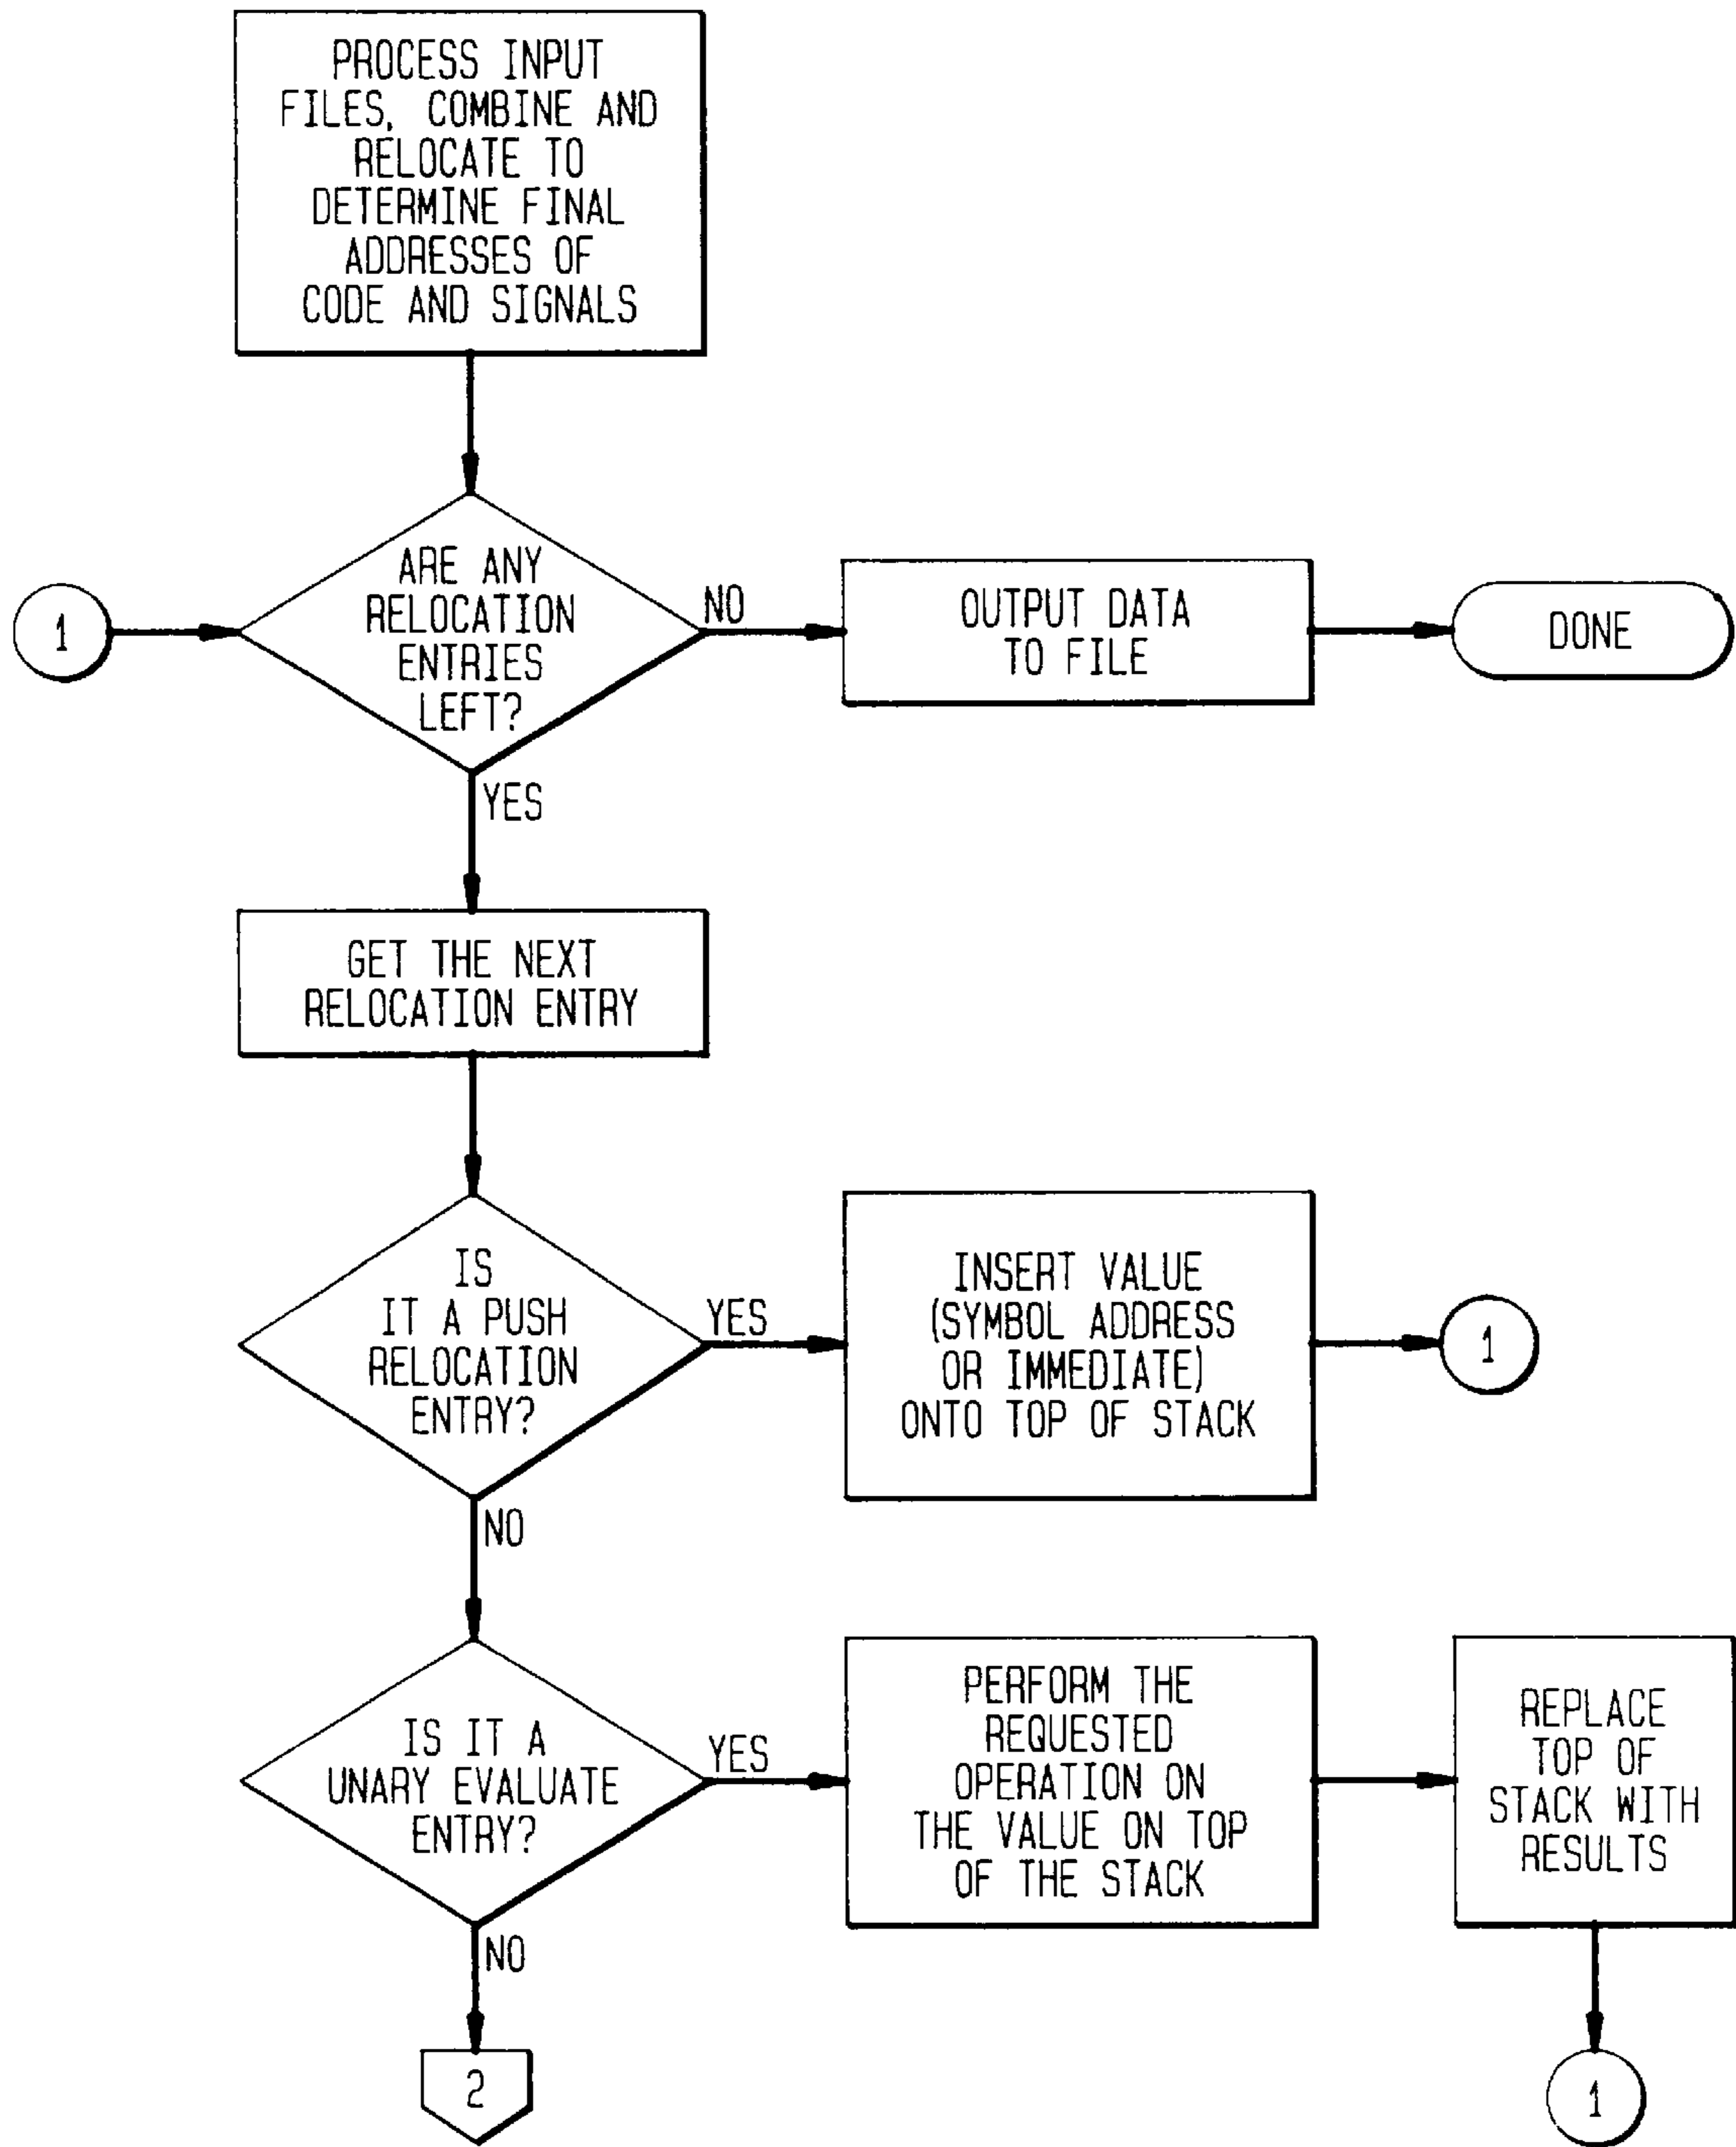 PROCESS INPUT
FILES, COMBINE AND
RELOCATE TO
DETERMINE FINAL
ADDRESSES OF
CODE AND SIGNALS
1
ARE ANY
RELOCATION
ENTRIES
LEFT?
NO
OUTPUT DATA
TO FILE
DONE
YES
GET THE NEXT
RELOCATION ENTRY
IS
IT A PUSH
RELOCATION
ENTRY?
YES
INSERT VALUE
(SYMBOL ADDRESS
OR IMMEDIATE)
ONTO TOP OF STACK
1
NO
IS IT A
UNARY EVALUATE
ENTRY?
YES
PERFORM THE
REQUESTED
OPERATION ON
THE VALUE ON TOP
OF THE STACK
REPLACE
TOP OF
STACK WITH
RESULTS
NO
2
1